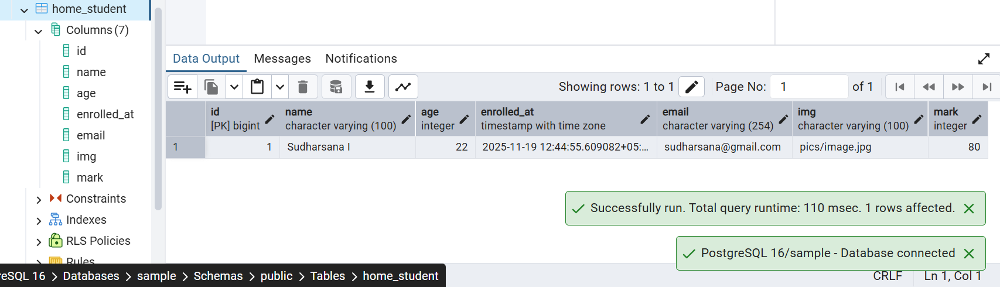 home_student
Columns (7)
id
name
age
enrolled_at
email
img
mark
Constraints
Indexes
RLS Policies
Rules
Data Output Messages Notifications
Showing rows: 1 to 1 Page No: 1 of 1
id name age enrolled_at email img mark
[PK] bigint character varying (100) integer timestamp with time zone character varying (254) character varying (100) integer
1 1 Sudharsana I 22 2025-11-19 12:44:55.609082+05:… sudharsana@gmail.com pics/image.jpg 80
Successfully run. Total query runtime: 110 msec. 1 rows affected.
PostgreSQL 16/sample - Database connected
reSQL 16 > Databases > sample > Schemas > public > Tables > home_student
CRLF Ln 1, Col 1